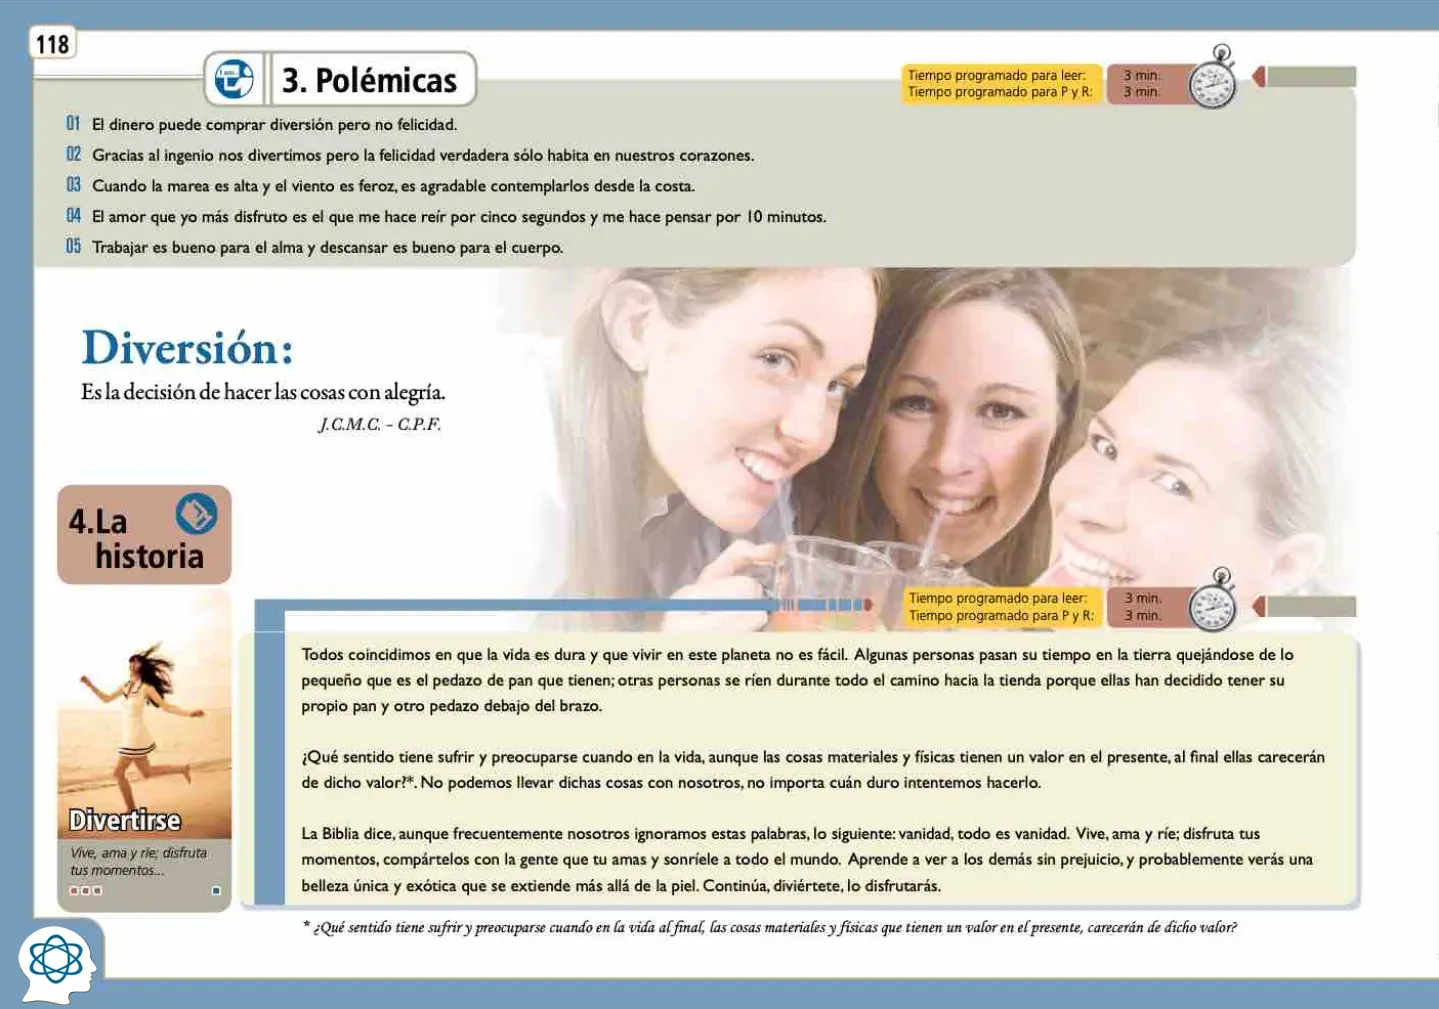 118
3. Polémicas
Tiempo programado para leer: 3 min.
Tiempo programado para P y R: 3 min.
01 El dinero puede comprar diversión pero no felicidad.
02 Gracias al ingenio nos divertimos pero la felicidad verdadera sólo habita en nuestros corazones.
03 Cuando la marea es alta y el viento es feroz, es agradable contemplarlos desde la costa.
04 El amor que yo más disfruto es el que me hace reír por cinco segundos y me hace pensar por 10 minutos.
05 Trabajar es bueno para el alma y descansar es bueno para el cuerpo.
Diversión:
Es la decisión de hacer las cosas con alegría.
J.C.M.C. - C.P.F.
4.La
historia
Tiempo programado para leer: 3 min.
Tiempo programado para P y R: 3 min.
Todos coincidimos en que la vida es dura y que vivir en este planeta no es fácil. Algunas personas pasan su tiempo en la tierra quejándose de lo
pequeño que es el pedazo de pan que tienen; otras personas se ríen durante todo el camino hacia la tienda porque ellas han decidido tener su
propio pan y otro pedazo debajo del brazo.
¿Qué sentido tiene sufrir y preocuparse cuando en la vida, aunque las cosas materiales y físicas tienen un valor en el presente, al final ellas carecerán
de dicho valor?*. No podemos llevar dichas cosas con nosotros, no importa cuán duro intentemos hacerlo.
La Biblia dice, aunque frecuentemente nosotros ignoramos estas palabras, lo siguiente: vanidad, todo es vanidad. Vive, ama y ríe; disfruta tus
momentos, compártelos con la gente que tu amas y sonríele a todo el mundo. Aprende a ver a los demás sin prejuicio, y probablemente verás una
belleza única y exótica que se extiende más allá de la piel. Continúa, diviértete, lo disfrutarás.
Divertirse
Vive, ama y ríe; disfruta
tus momentos...
* ¿Qué sentido tiene sufrir y preocuparse cuando en la vida al final, las cosas materiales y físicas que tienen un valor en el presente, carecerán de dicho valor?